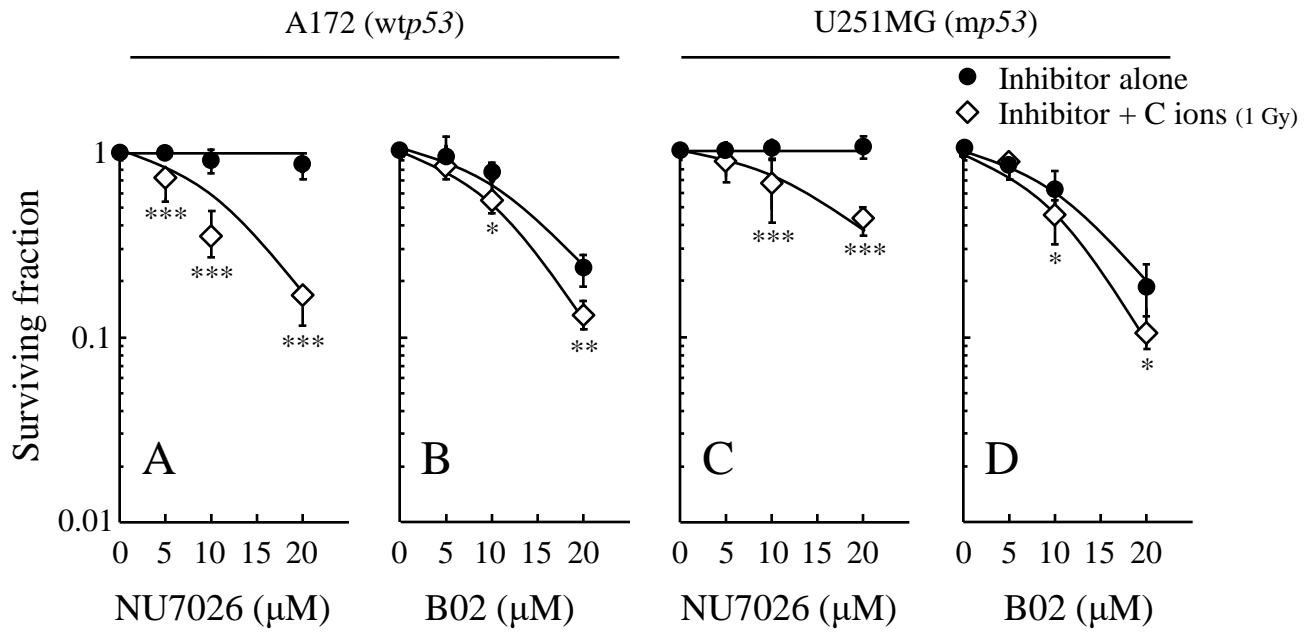 A172 (wtp53)
U251MG (mp53)
Inhibitor alone
Inhibitor + C ions (1 Gy)
Surviving fraction
1
0.1
0.01
***
***
***
A
0 5 10 15 20
NU7026 (μM)
*
**
B
0 5 10 15 20
B02 (μM)
***
***
C
0 5 10 15 20
NU7026 (μM)
*
*
D
0 5 10 15 20
B02 (μM)